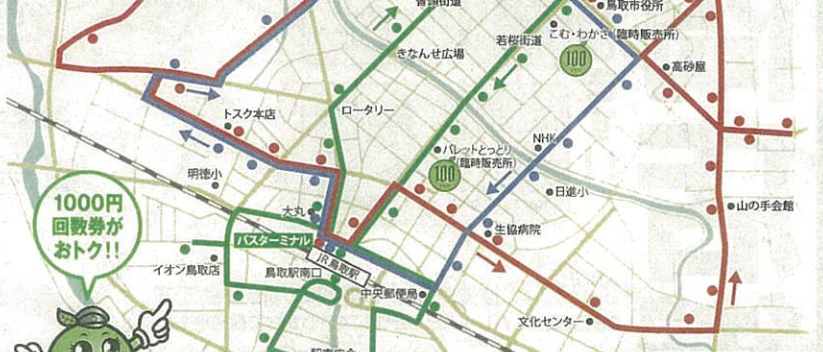 智頭街道
鳥取市役所
こむ・わかさ(臨時販売所)
若桜街道
きなんせ広場
100
高砂屋
トスク本店
ロータリー
NHK
パレットとっとり
(臨時販売所)
100
明徳小
日進小
1000円
回数券が
おトク!!
大丸
山の手会館
バスターミナル
生協病院
イオン鳥取店
JR鳥取駅
鳥取駅南口
中央郵便局
文化センター